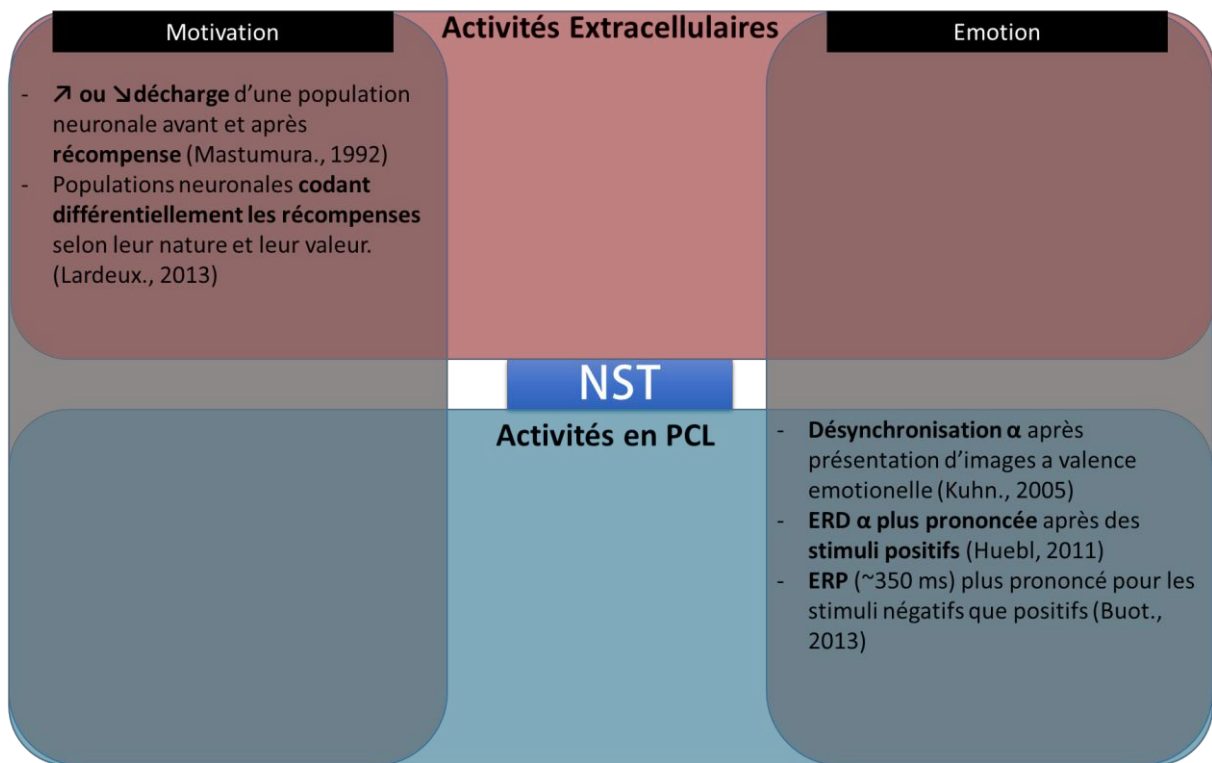 Motivation
Activités Extracellulaires
Emotion
- ↗ ou ↘ décharge d’une population
neuronale avant et après
récompense (Mastumura., 1992)
- Populations neuronales codant
différentiellement les récompenses
selon leur nature et leur valeur.
(Lardeux., 2013)
NST
Activités en PCL
- Désynchronisation α après
présentation d’images a valence
emotionelle (Kuhn., 2005)
- ERD α plus prononcée après des
stimuli positifs (Huebl, 2011)
- ERP (~350 ms) plus prononcé pour les
stimuli négatifs que positifs (Buot.,
2013)